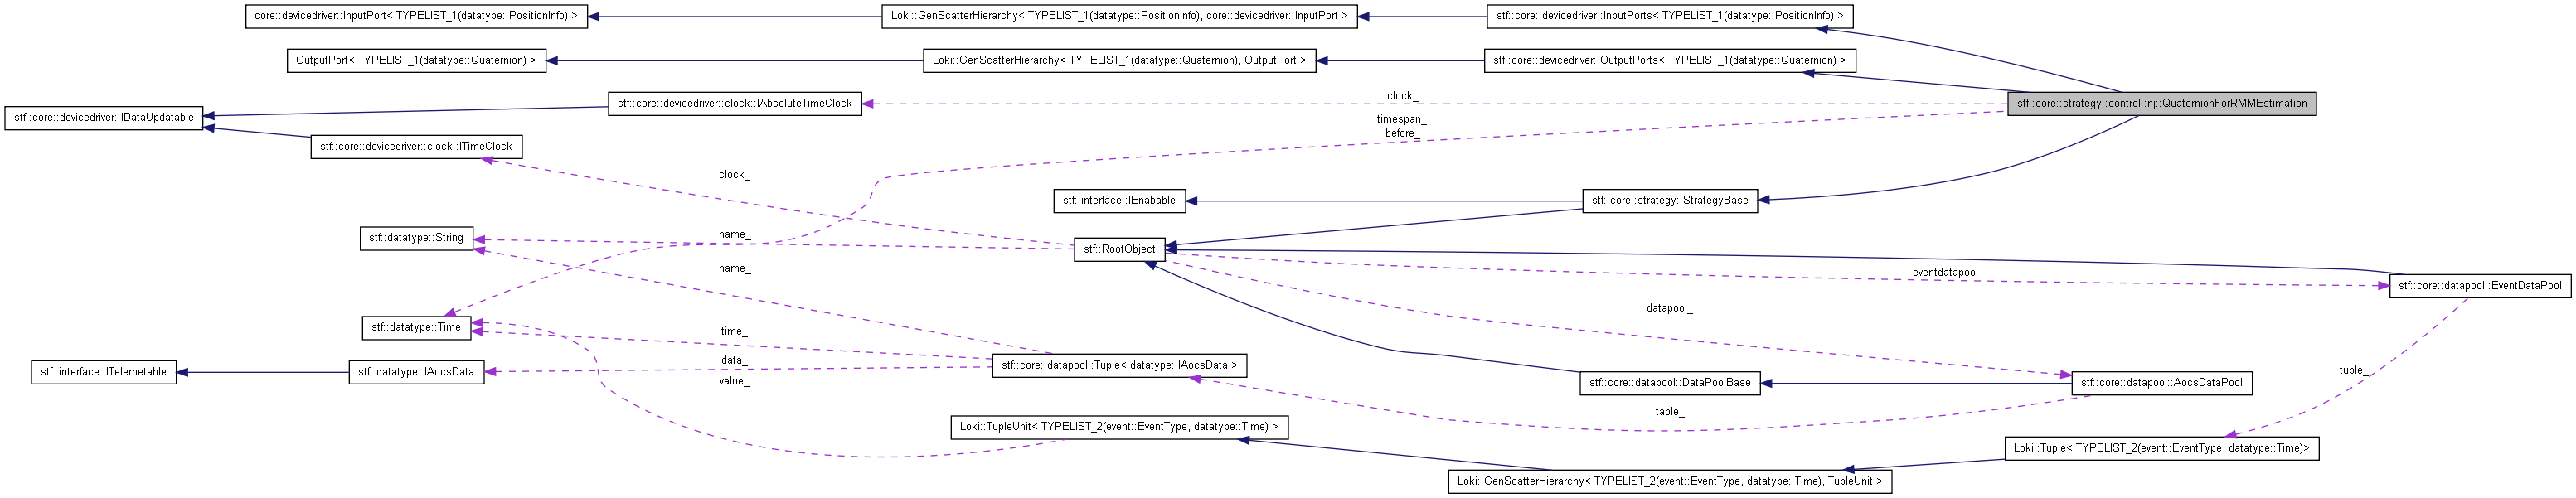 core::devicedriver::InputPort< TYPELIST_1(datatype::PositionInfo) >
Loki::GenScatterHierarchy< TYPELIST_1(datatype::PositionInfo), core::devicedriver::InputPort >
stf::core::devicedriver::InputPorts< TYPELIST_1(datatype::PositionInfo) >
OutputPort< TYPELIST_1(datatype::Quaternion) >
Loki::GenScatterHierarchy< TYPELIST_1(datatype::Quaternion), OutputPort >
stf::core::devicedriver::OutputPorts< TYPELIST_1(datatype::Quaternion) >
stf::core::devicedriver::clock::IAbsoluteTimeClock
clock_
stf::core::strategy::control::nj::QuaternionForRMMEstimation
stf::core::devicedriver::IDataUpdatable
timespan_
before_
stf::core::devicedriver::clock::ITimeClock
clock_
stf::interface::IEnabable
stf::core::strategy::StrategyBase
stf::datatype::String
name_
stf::RootObject
name_
eventdatapool_
stf::core::datapool::EventDataPool
datapool_
stf::datatype::Time
time_
stf::interface::ITelemetable
stf::datatype::IAocsData
data_
value_
stf::core::datapool::Tuple< datatype::IAocsData >
stf::core::datapool::DataPoolBase
stf::core::datapool::AocsDataPool
tuple_
table_
Loki::TupleUnit< TYPELIST_2(event::EventType, datatype::Time) >
Loki::Tuple< TYPELIST_2(event::EventType, datatype::Time)>
Loki::GenScatterHierarchy< TYPELIST_2(event::EventType, datatype::Time), TupleUnit >